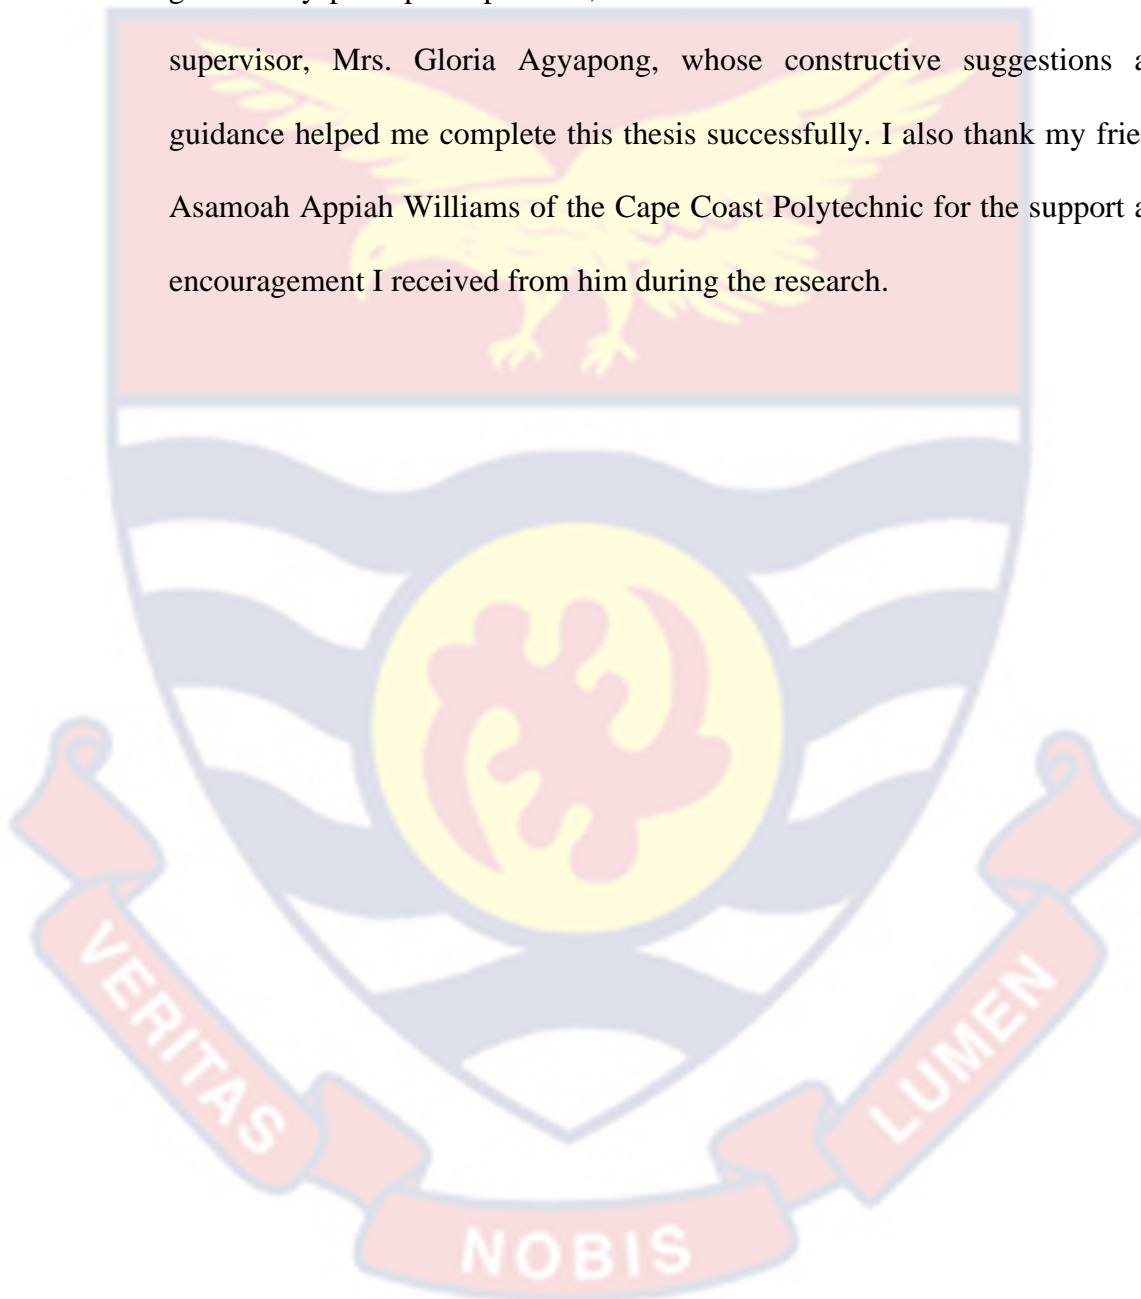 supervisor, Mrs. Gloria Agyapong, whose constructive suggestions a
guidance helped me complete this thesis successfully. I also thank my frie
Asamoah Appiah Williams of the Cape Coast Polytechnic for the support a
encouragement I received from him during the research.
VERITAS
NOBIS
LUMEN